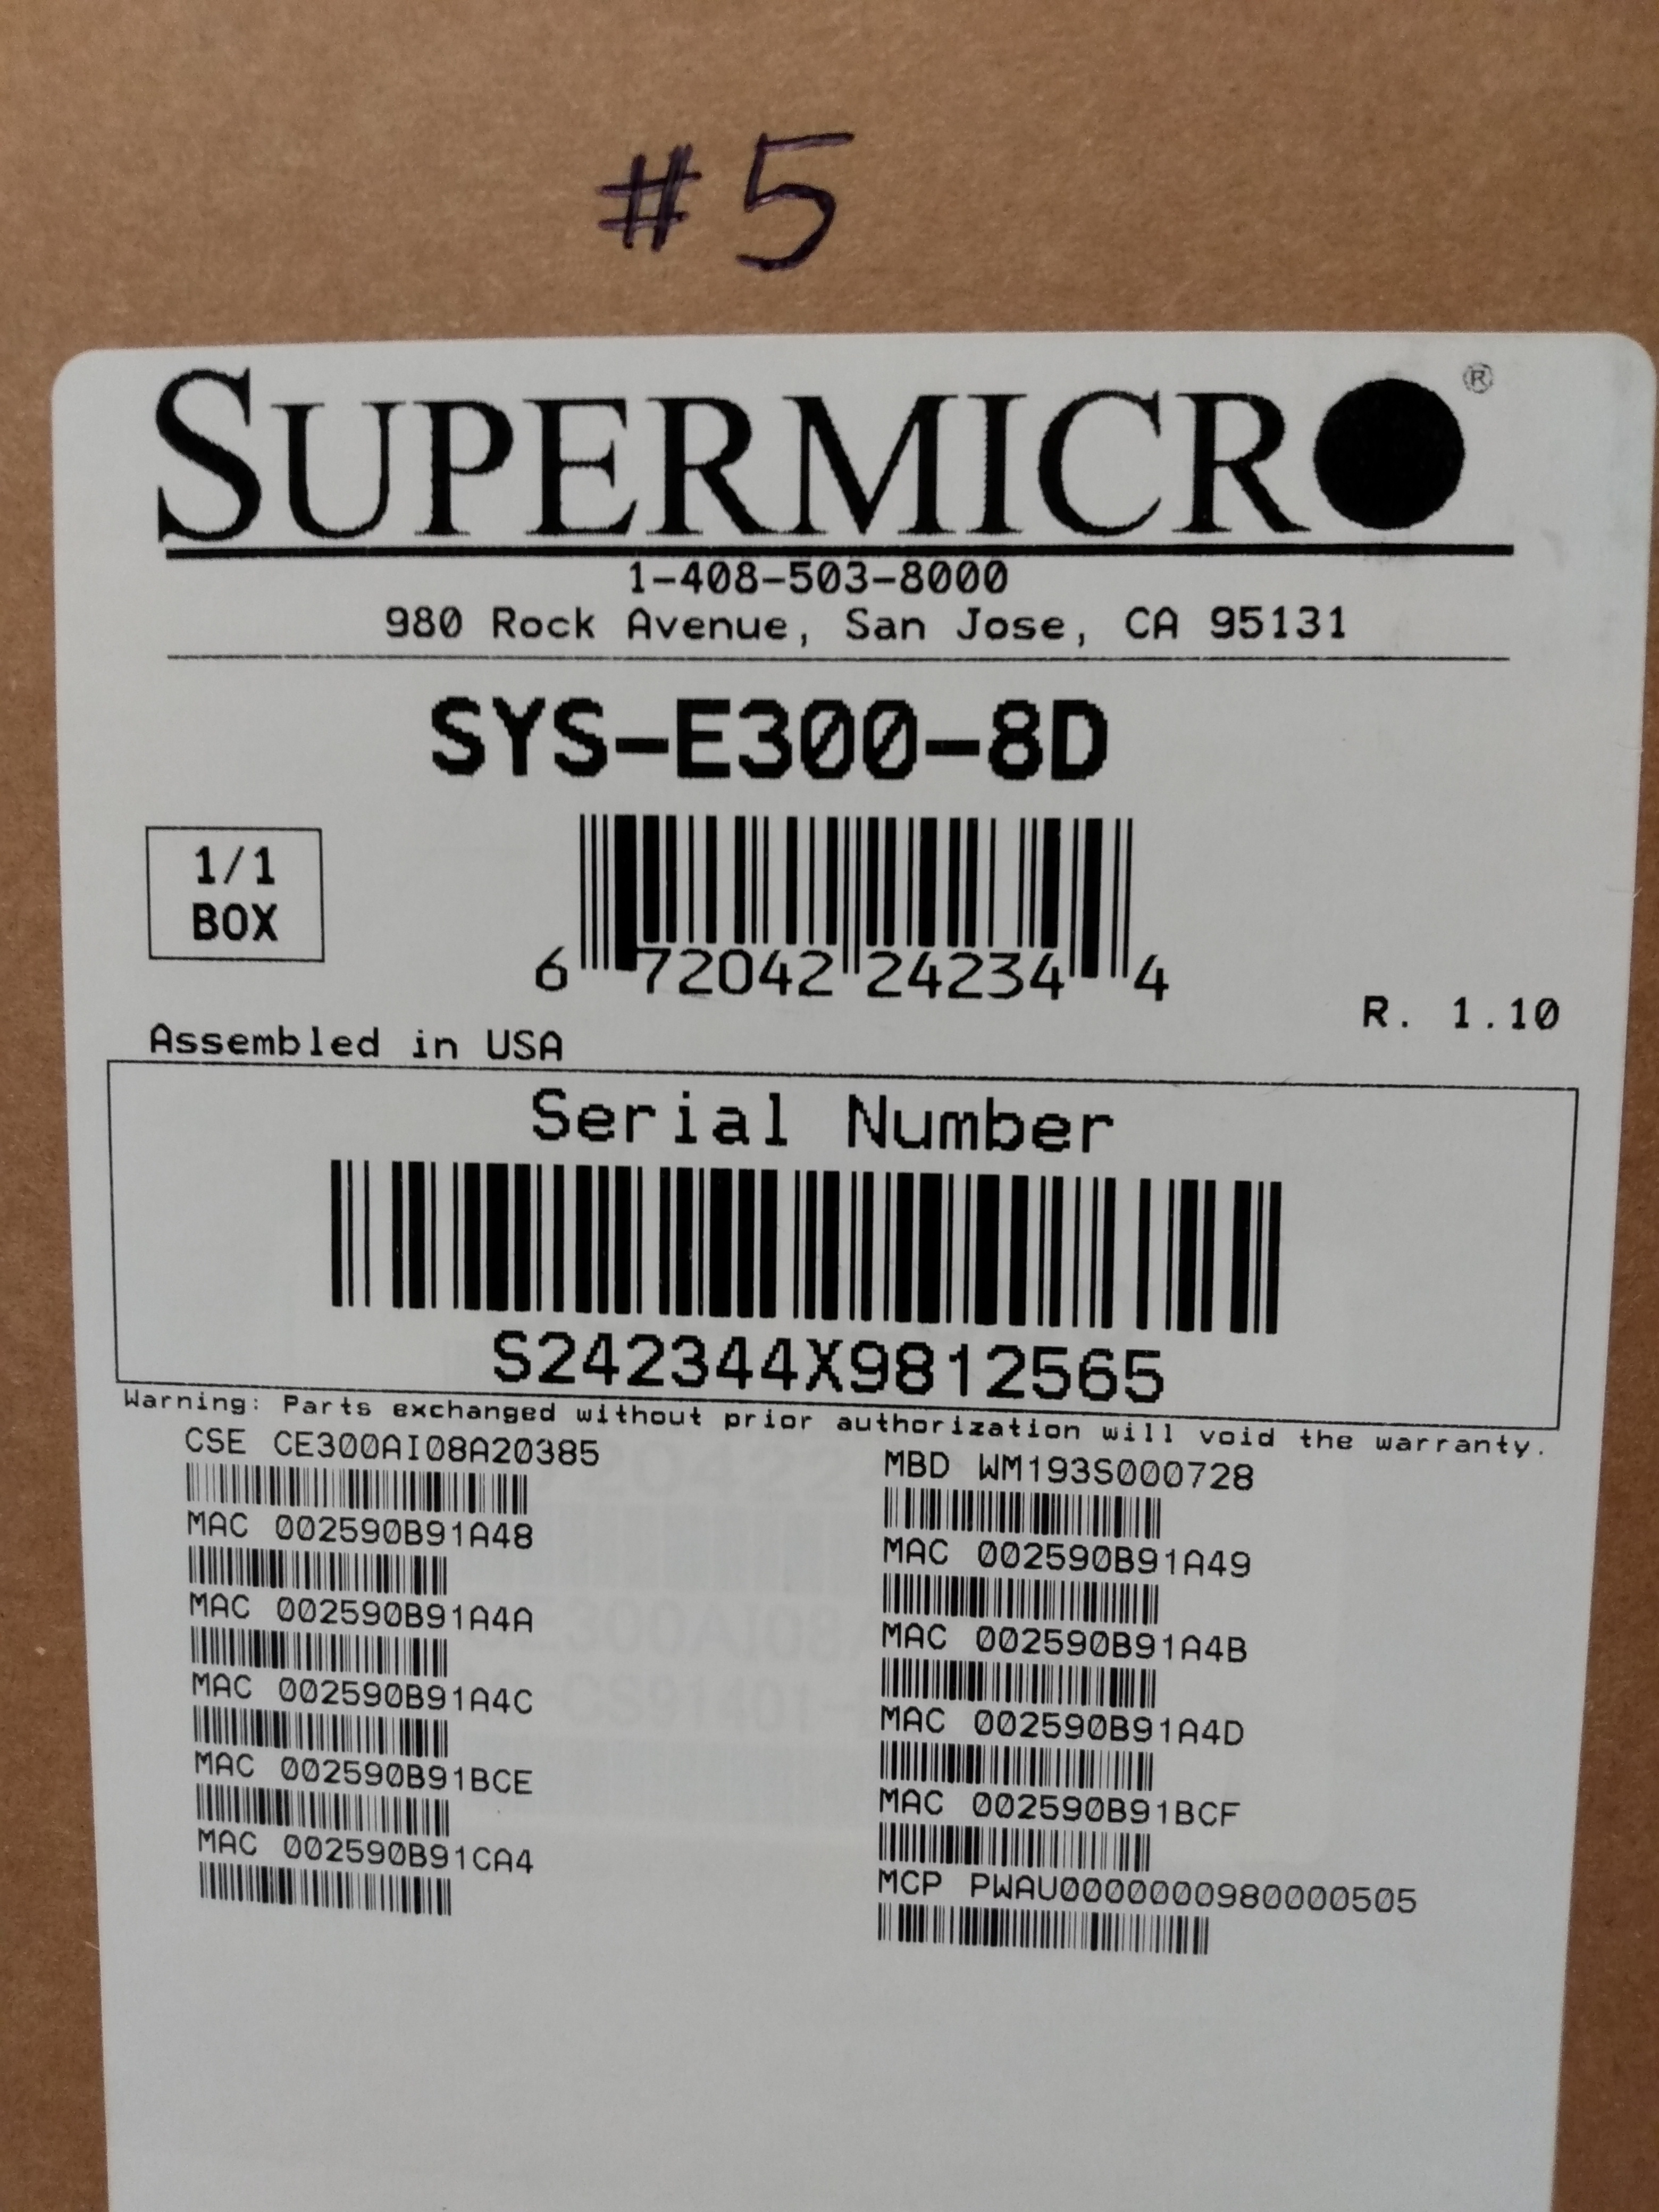 #5
SUPERMICRO®
1-408-503-8000
980 Rock Avenue, San Jose, CA 95131
SYS-E300-8D
1/1
BOX
6 72042 24234 4
R. 1.10
Assembled in USA
Serial Number
S242344X9812565
Warning: Parts exchanged without prior authorization will void the warranty.
CSE CE300AI08A20385
MBD WM193S000728
MAC 002590B91A48
MAC 002590B91A49
MAC 002590B91A4A
MAC 002590B91A4B
MAC 002590B91A4C
MAC 002590B91A4D
MAC 002590B91BCE
MAC 002590B91BCF
MAC 002590B91CA4
MCP PWAU0000000980000505